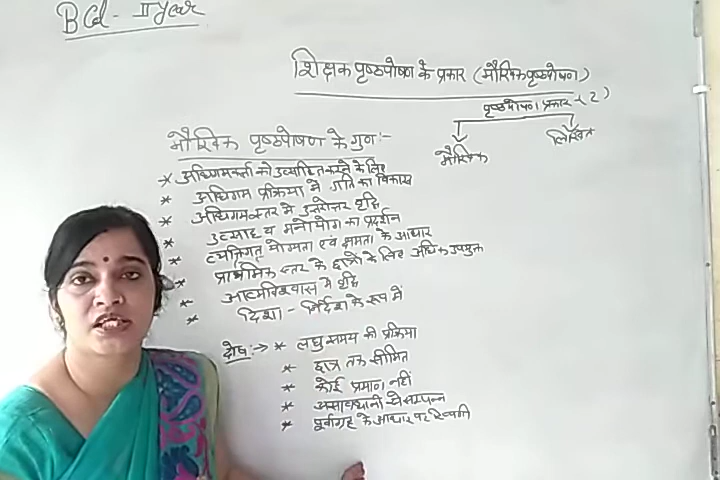 BEd - II Year
शिक्षक पृष्ठपोषण के प्रकार (मौखिक पृष्ठपोषण)
पृष्ठपोषण प्रकार (2)
मौखिक लिखित
मौखिक पृष्ठपोषण के गुण:-
* अधिगमकर्ता को उत्साहित करने के लिए
* अधिगम प्रक्रिया में गति का विकास
* अधिगम स्तर में उत्तरोत्तर वृद्धि
* उत्साह व मनोयोग का प्रदर्शन
* व्यक्तिगत योग्यता एवं क्षमता के आधार
* प्राथमिक स्तर के छात्रों के लिए अधिक उपयुक्त
* आत्मविश्वास में वृद्धि
* दिशा - निर्देश के रूप में
दोष:→ * लघु समय की प्रक्रिया
* छात्र तक सीमित
* कोई प्रमाण नहीं
* असावधानी से सम्पन्न
* पूर्वाग्रह के आधार पर टिप्पणी